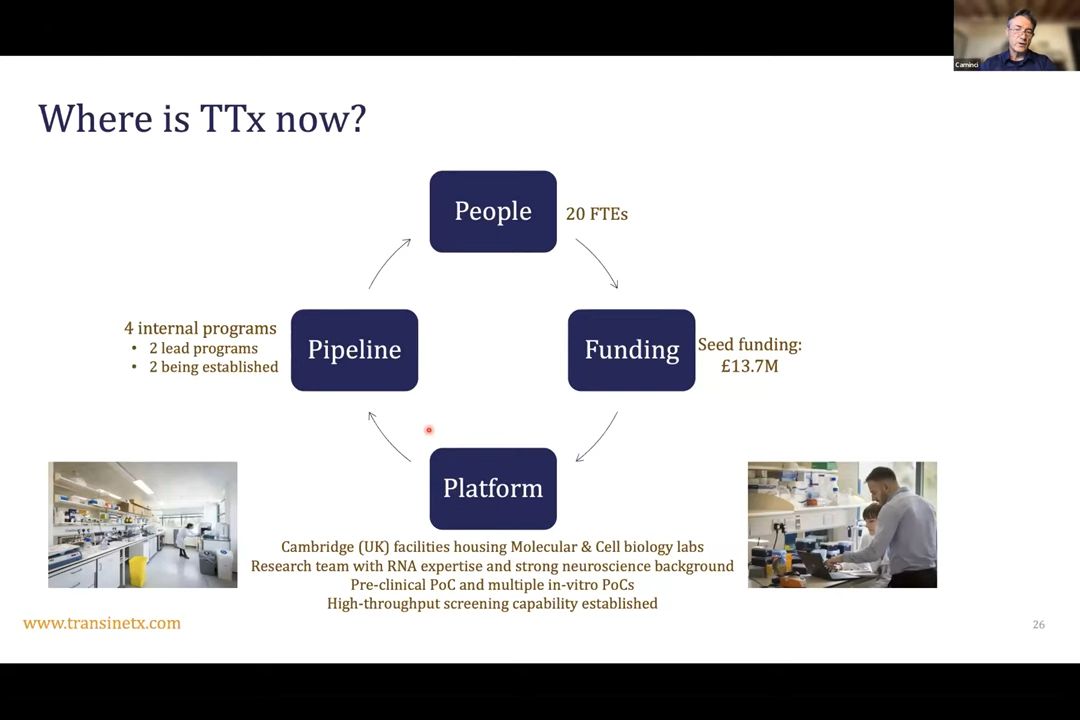 Carninci
Where is TTx now?
People
20 FTEs
4 internal programs
• 2 lead programs
• 2 being established
Pipeline
Funding
Seed funding:
£13.7M
Platform
Cambridge (UK) facilities housing Molecular & Cell biology labs
Research team with RNA expertise and strong neuroscience background
Pre-clinical PoC and multiple in-vitro PoCs
High-throughput screening capability established
www.transinetx.com
26